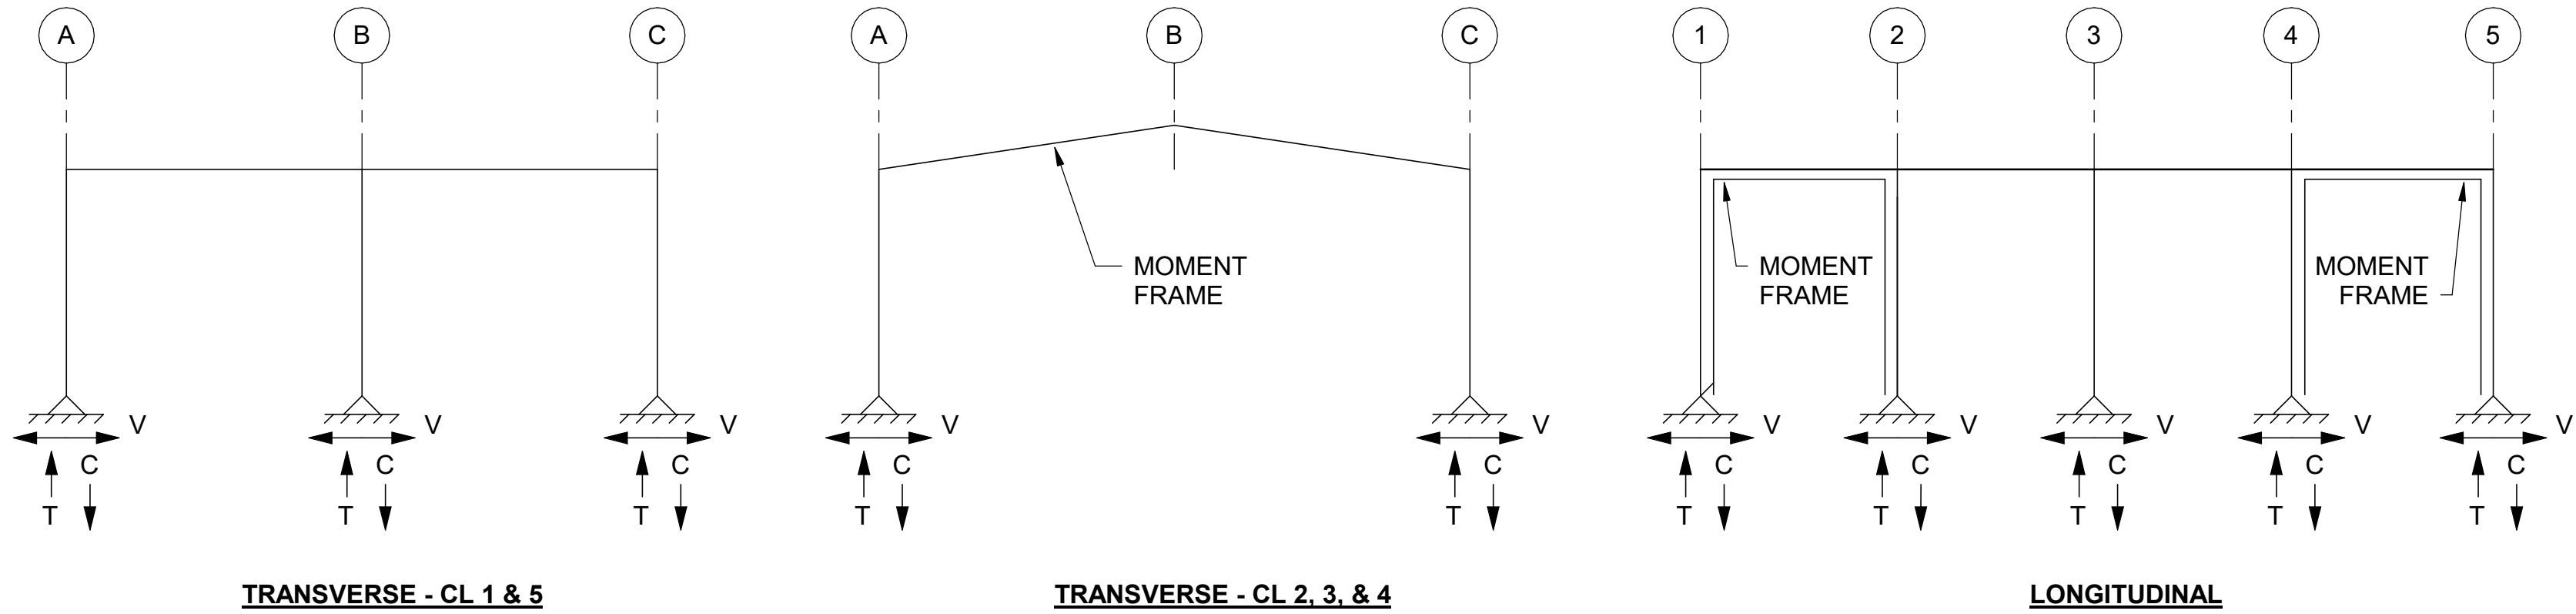 A B C A B C 1 2 3 4 5
MOMENT
FRAME
MOMENT
FRAME
MOMENT
FRAME
V V V V V V V V V V
C C C C C C C C C C
T T T T T T T T T T
TRANSVERSE - CL 1 & 5
TRANSVERSE - CL 2, 3, & 4
LONGITUDINAL